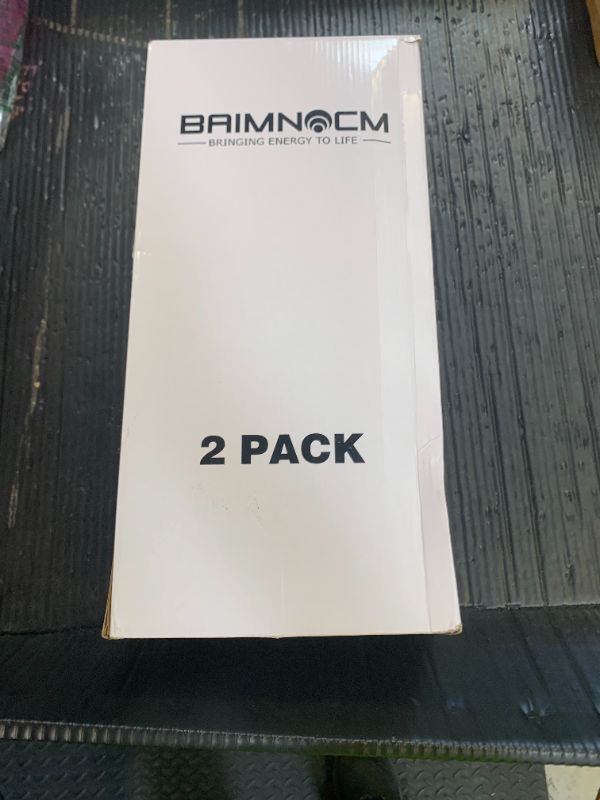 BAIMNOCM
BRINGING ENERGY TO LIFE
2 PACK